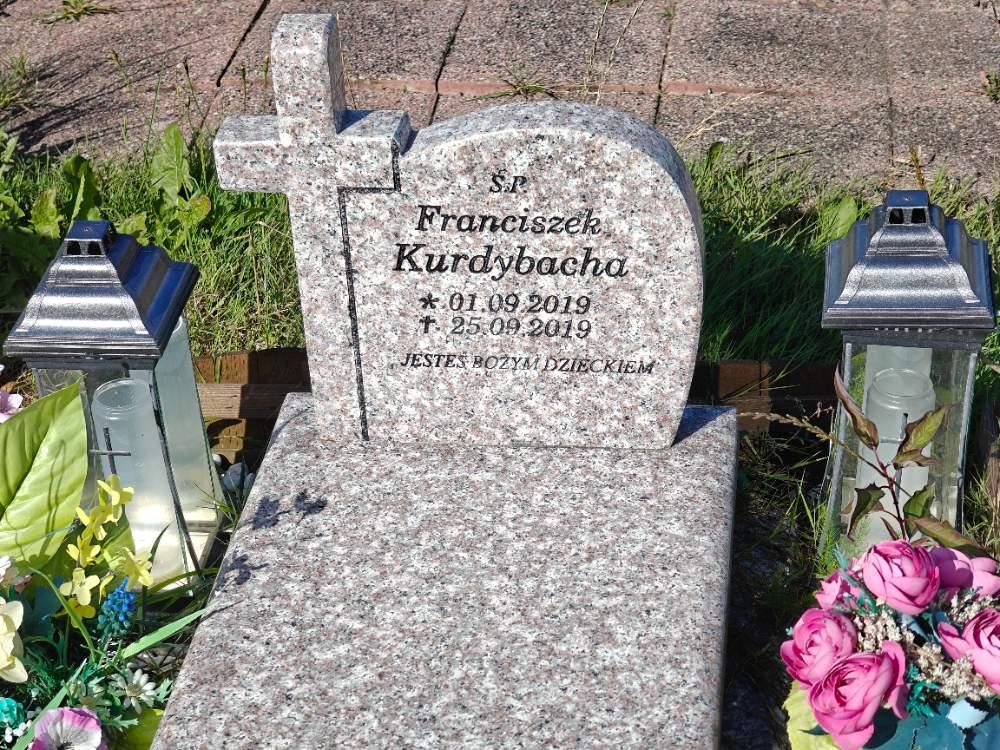 Ś.P.
Franciszek
Kurdybacha
* 01.09.2019
✝ 25.09.2019
JESTEŚ BOŻYM DZIECKIEM